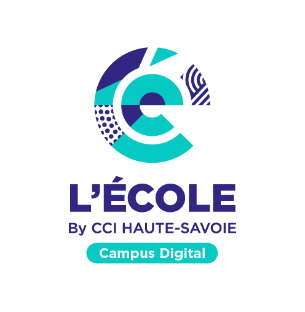 L'ÉCOLE
By CCI HAUTE-SAVOIE
Campus Digital